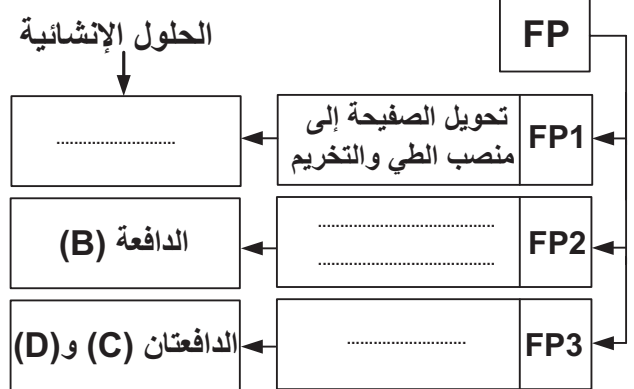 الحلول الإنشائية
FP
FP1
تحويل الصفيحة إلى
منصب الطي والتخريم
...........................
FP2
........................................
........................................
الدافعة (B)
FP3
...........................
الدافعتان (C) و(D)